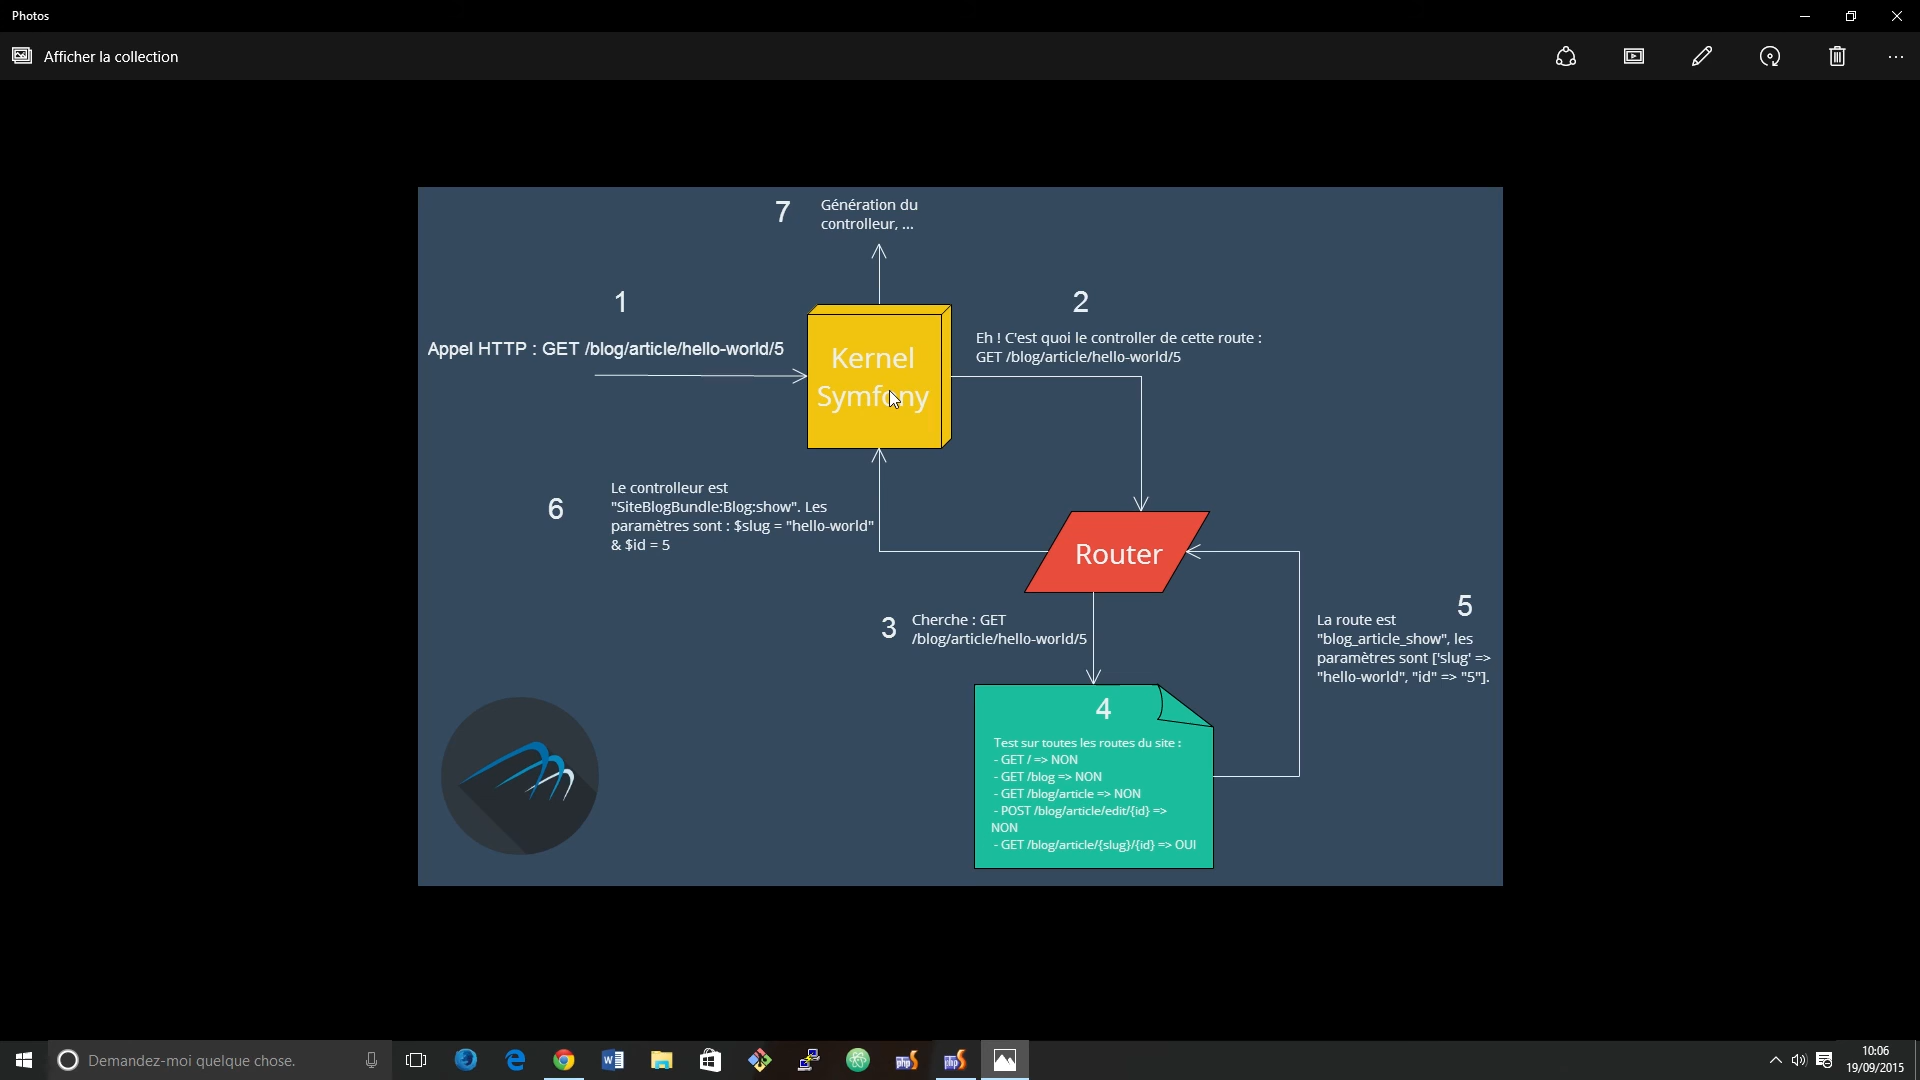 Photos
Afficher la collection
7
Génération du
controlleur, ...
1
Appel HTTP : GET /blog/article/hello-world/5
Kernel
Symfony
2
Eh ! C'est quoi le controller de cette route :
GET /blog/article/hello-world/5
6
Le controlleur est
"SiteBlogBundle:Blog:show". Les
paramètres sont : $slug = "hello-world"
& $id = 5
Router
3
Cherche : GET
/blog/article/hello-world/5
5
La route est
"blog_article_show", les
paramètres sont ['slug' =>
"hello-world", "id" => "5"].
4
Test sur toutes les routes du site :
- GET / => NON
- GET /blog => NON
- GET /blog/article => NON
- POST /blog/article/edit/{id} =>
NON
- GET /blog/article/{slug}/{id} => OUI
Demandez-moi quelque chose.
php
php
10:06
19/09/2015